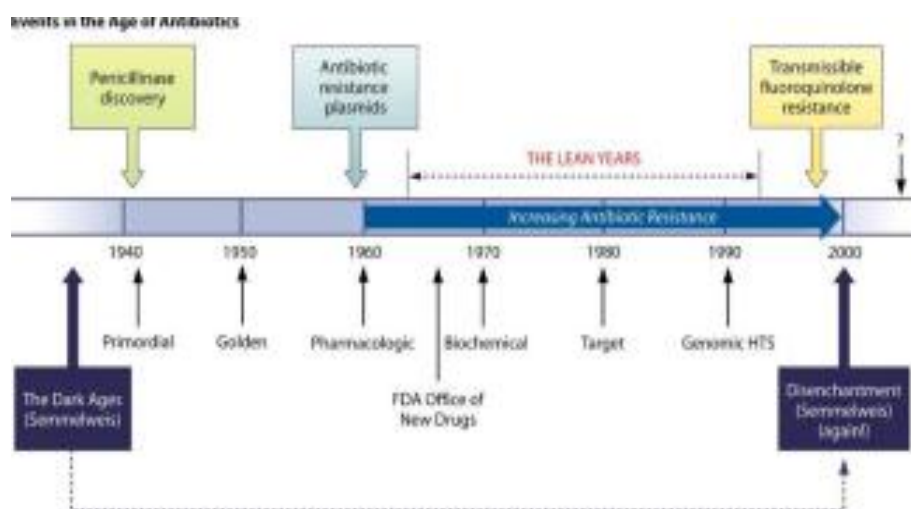 Events in the Age of Antibiotics
Penicillinase
discovery
Antibiotic
resistance
plasmids
Transmissible
fluoroquinolone
resistance
?
THE LEAN YEARS
Increasing Antibiotic Resistance
1940
1950
1960
1970
1980
1990
2000
Primordial
Golden
Pharmacologic
Biochemical
Target
Genomic HTS
The Dark Ages
(Semmelweis)
FDA Office of
New Drugs
Disenchantment
(Semmelweis)
(again!)